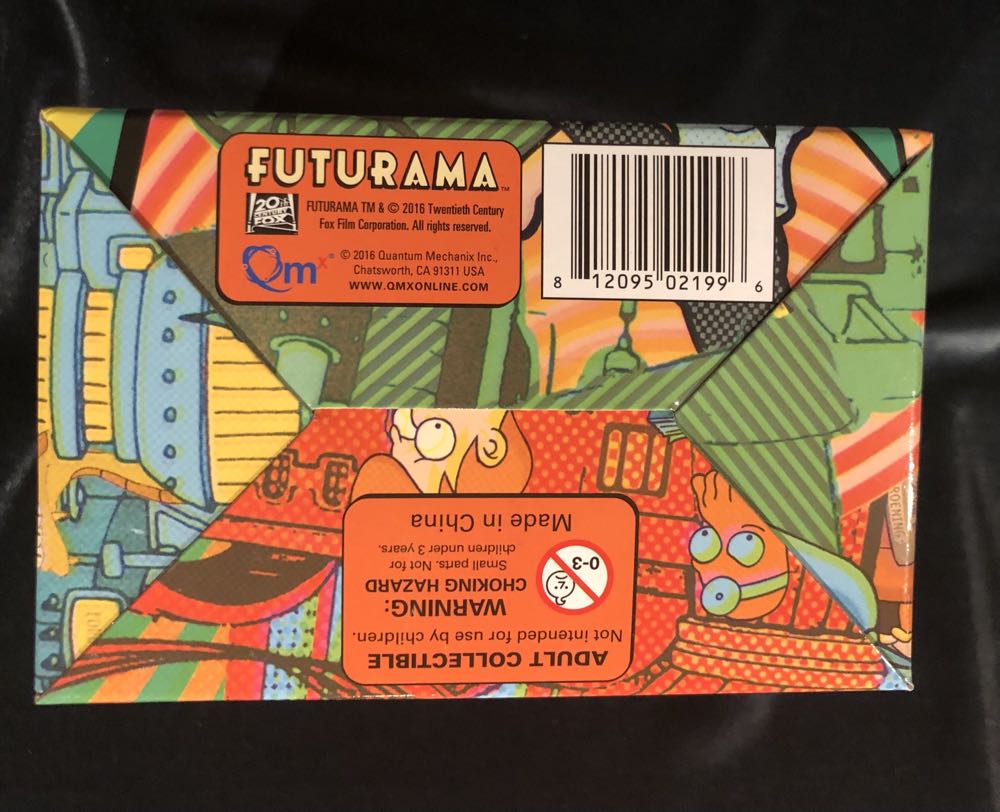 FUTURAMA™
20th
CENTURY
FOX
FUTURAMA TM & © 2016 Twentieth Century
Fox Film Corporation. All rights reserved.
Qmx®
© 2016 Quantum Mechanix Inc.,
Chatsworth, CA 91311 USA
WWW.QMXONLINE.COM
8 12095 02199 6
ADULT COLLECTIBLE
Not intended for use by children.
WARNING:
CHOKING HAZARD
Small parts. Not for
children under 3 years.
0-3
Made in China